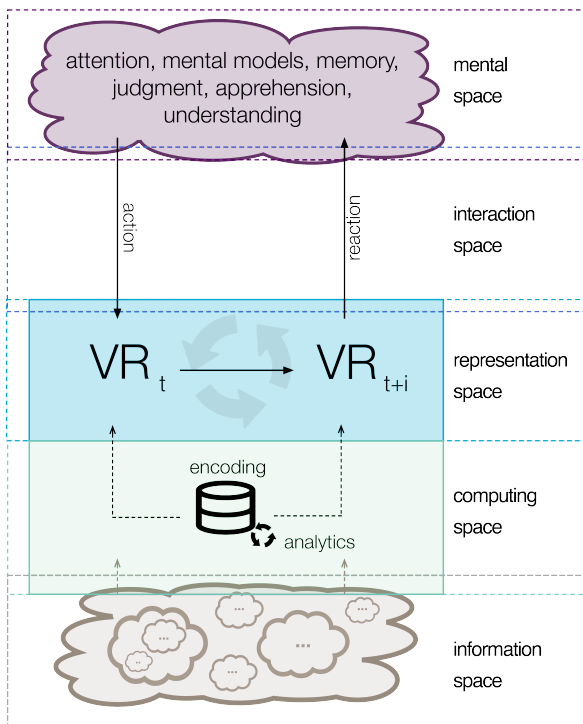 attention, mental models, memory,
judgment, apprehension,
understanding
mental
space
action
reaction
interaction
space
VR t
VR t+i
representation
space
encoding
analytics
computing
space
...
...
...
...
...
..
...
information
space